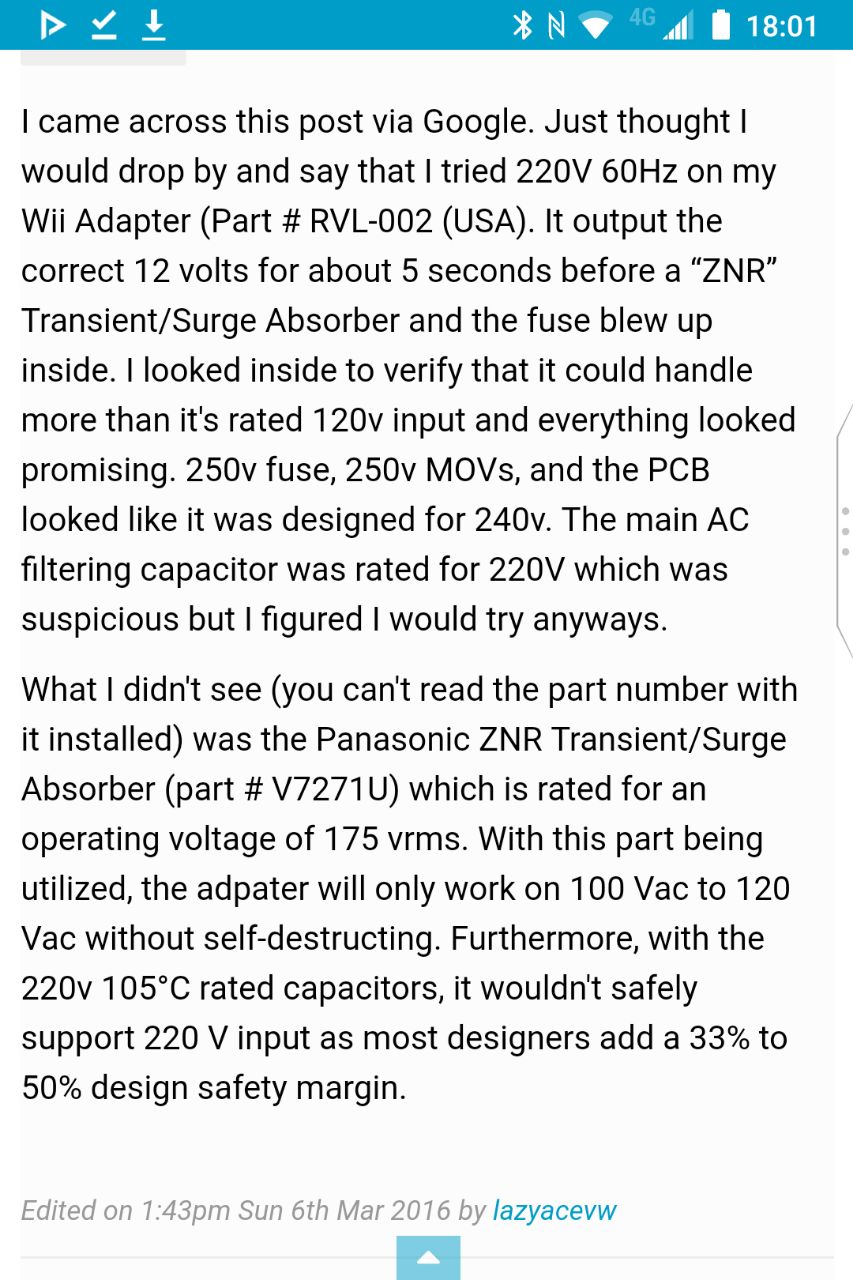 4G 18:01
I came across this post via Google. Just thought I
would drop by and say that I tried 220V 60Hz on my
Wii Adapter (Part # RVL-002 (USA). It output the
correct 12 volts for about 5 seconds before a “ZNR”
Transient/Surge Absorber and the fuse blew up
inside. I looked inside to verify that it could handle
more than it's rated 120v input and everything looked
promising. 250v fuse, 250v MOVs, and the PCB
looked like it was designed for 240v. The main AC
filtering capacitor was rated for 220V which was
suspicious but I figured I would try anyways.
What I didn't see (you can't read the part number with
it installed) was the Panasonic ZNR Transient/Surge
Absorber (part # V7271U) which is rated for an
operating voltage of 175 vrms. With this part being
utilized, the adpater will only work on 100 Vac to 120
Vac without self-destructing. Furthermore, with the
220v 105°C rated capacitors, it wouldn't safely
support 220 V input as most designers add a 33% to
50% design safety margin.
Edited on 1:43pm Sun 6th Mar 2016 by lazyacevw